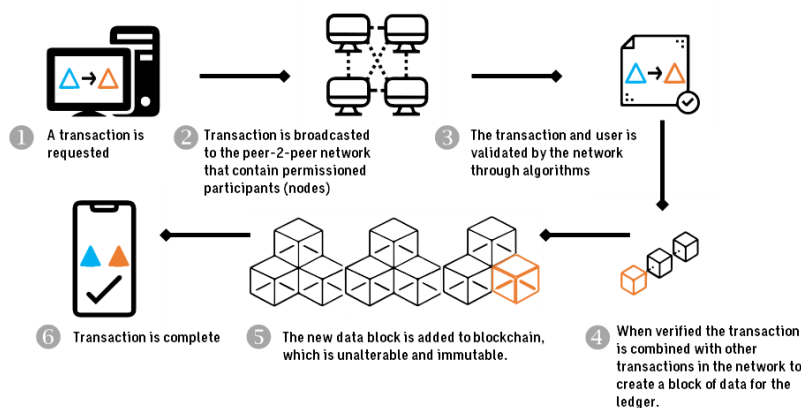 1
A transaction is
requested
2
Transaction is broadcasted
to the peer-2-peer network
that contain permissioned
participants (nodes)
3
The transaction and user is
validated by the network
through algorithms
4
When verified the transaction
is combined with other
transactions in the network to
create a block of data for the
ledger.
5
The new data block is added to blockchain,
which is unalterable and immutable.
6
Transaction is complete